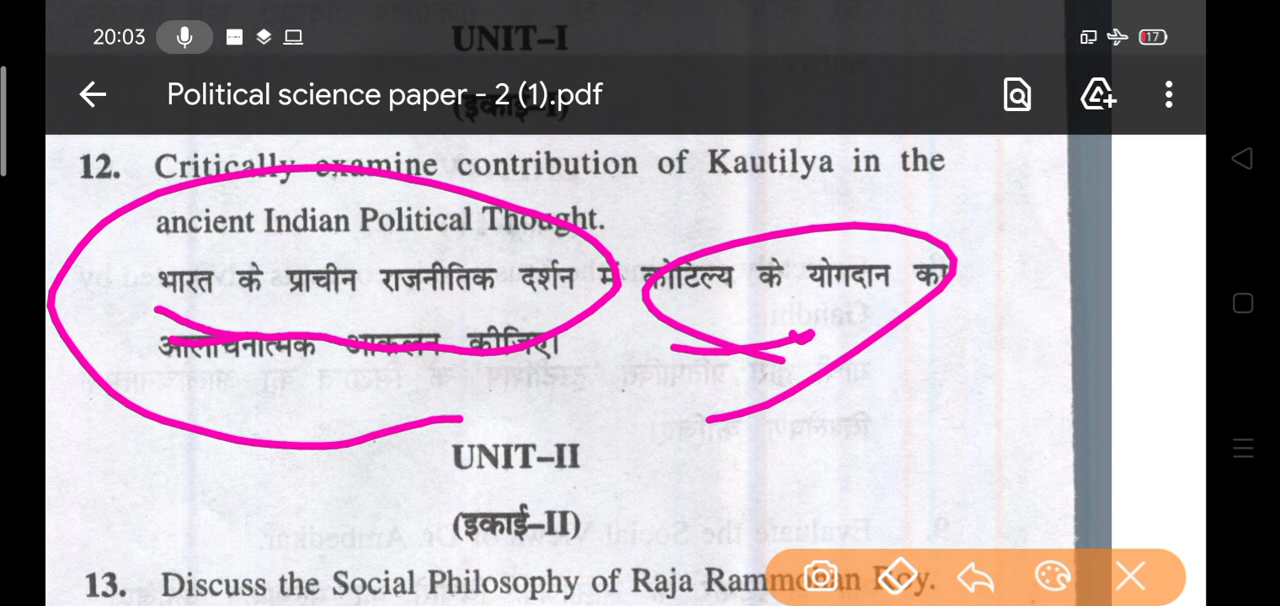 20:03
17
UNIT–I
Political science paper - 2 (1).pdf
(इकाई–I)
12. Critically examine contribution of Kautilya in the
ancient Indian Political Thought.
भारत के प्राचीन राजनीतिक दर्शन में कौटिल्य के योगदान का
आलोचनात्मक आकलन कीजिए।
UNIT–II
(इकाई–II)
13. Discuss the Social Philosophy of Raja Rammohan Roy.